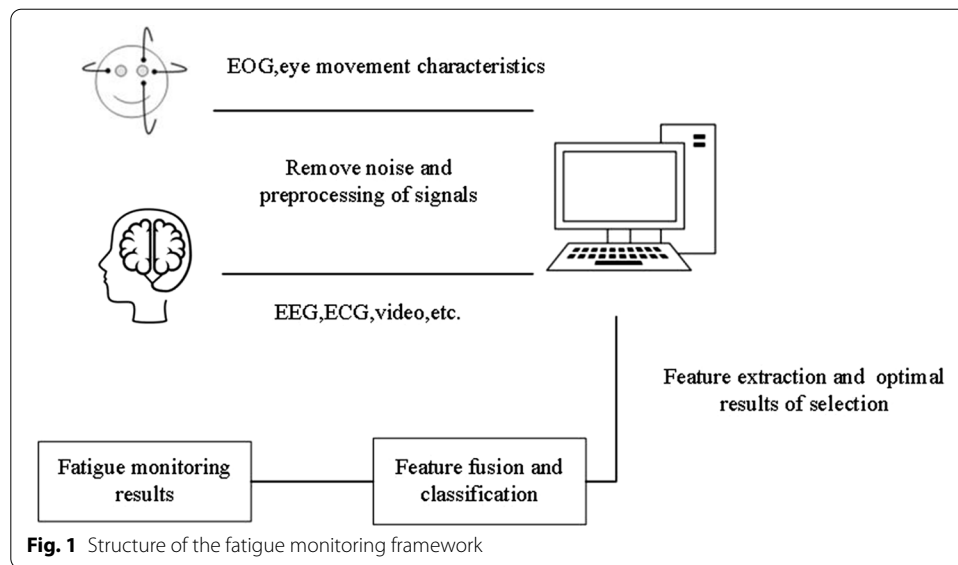 EOG,eye movement characteristics
Remove noise and
preprocessing of signals
EEG,ECG,video,etc.
Feature extraction and optimal
results of selection
Fatigue monitoring
results
Feature fusion and
classification
Fig. 1 Structure of the fatigue monitoring framework